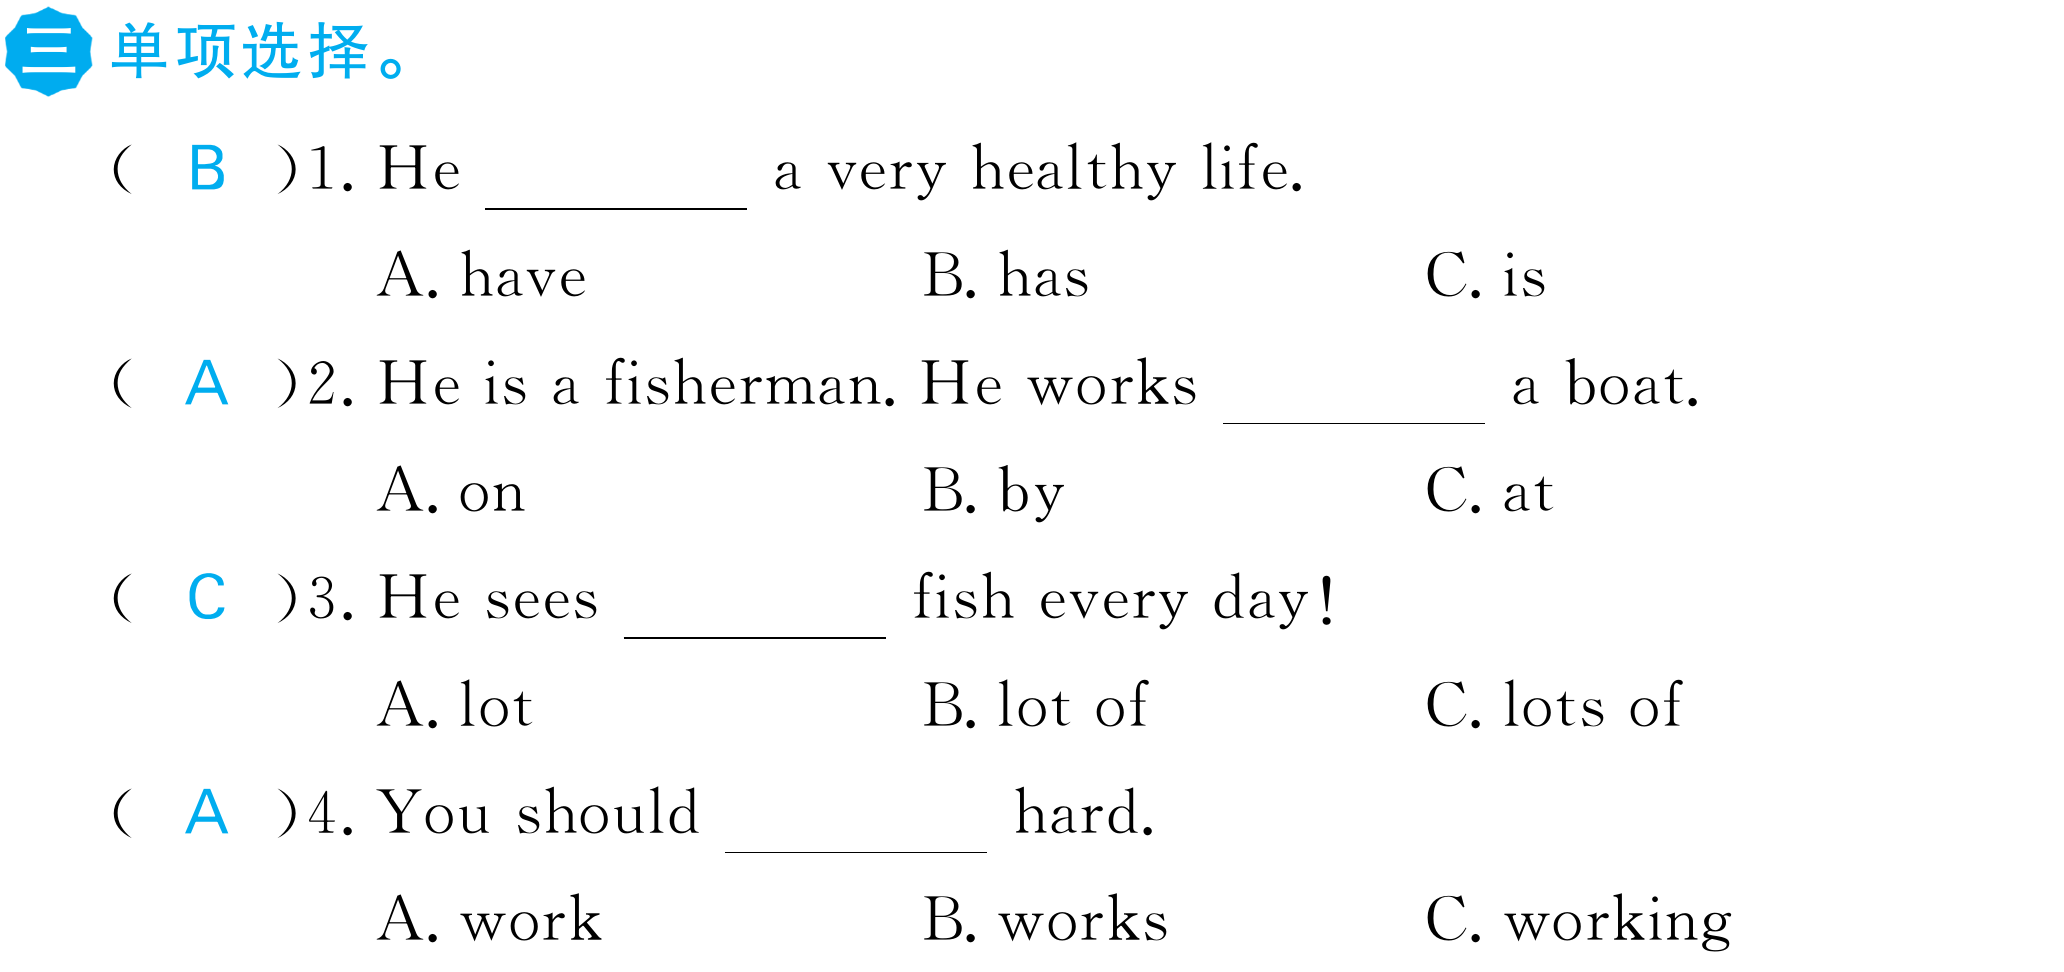 三 单项选择。
( B )1. He ________ a very healthy life.
A. have B. has C. is
( A )2. He is a fisherman. He works ________ a boat.
A. on B. by C. at
( C )3. He sees ________ fish every day!
A. lot B. lot of C. lots of
( A )4. You should ________ hard.
A. work B. works C. working